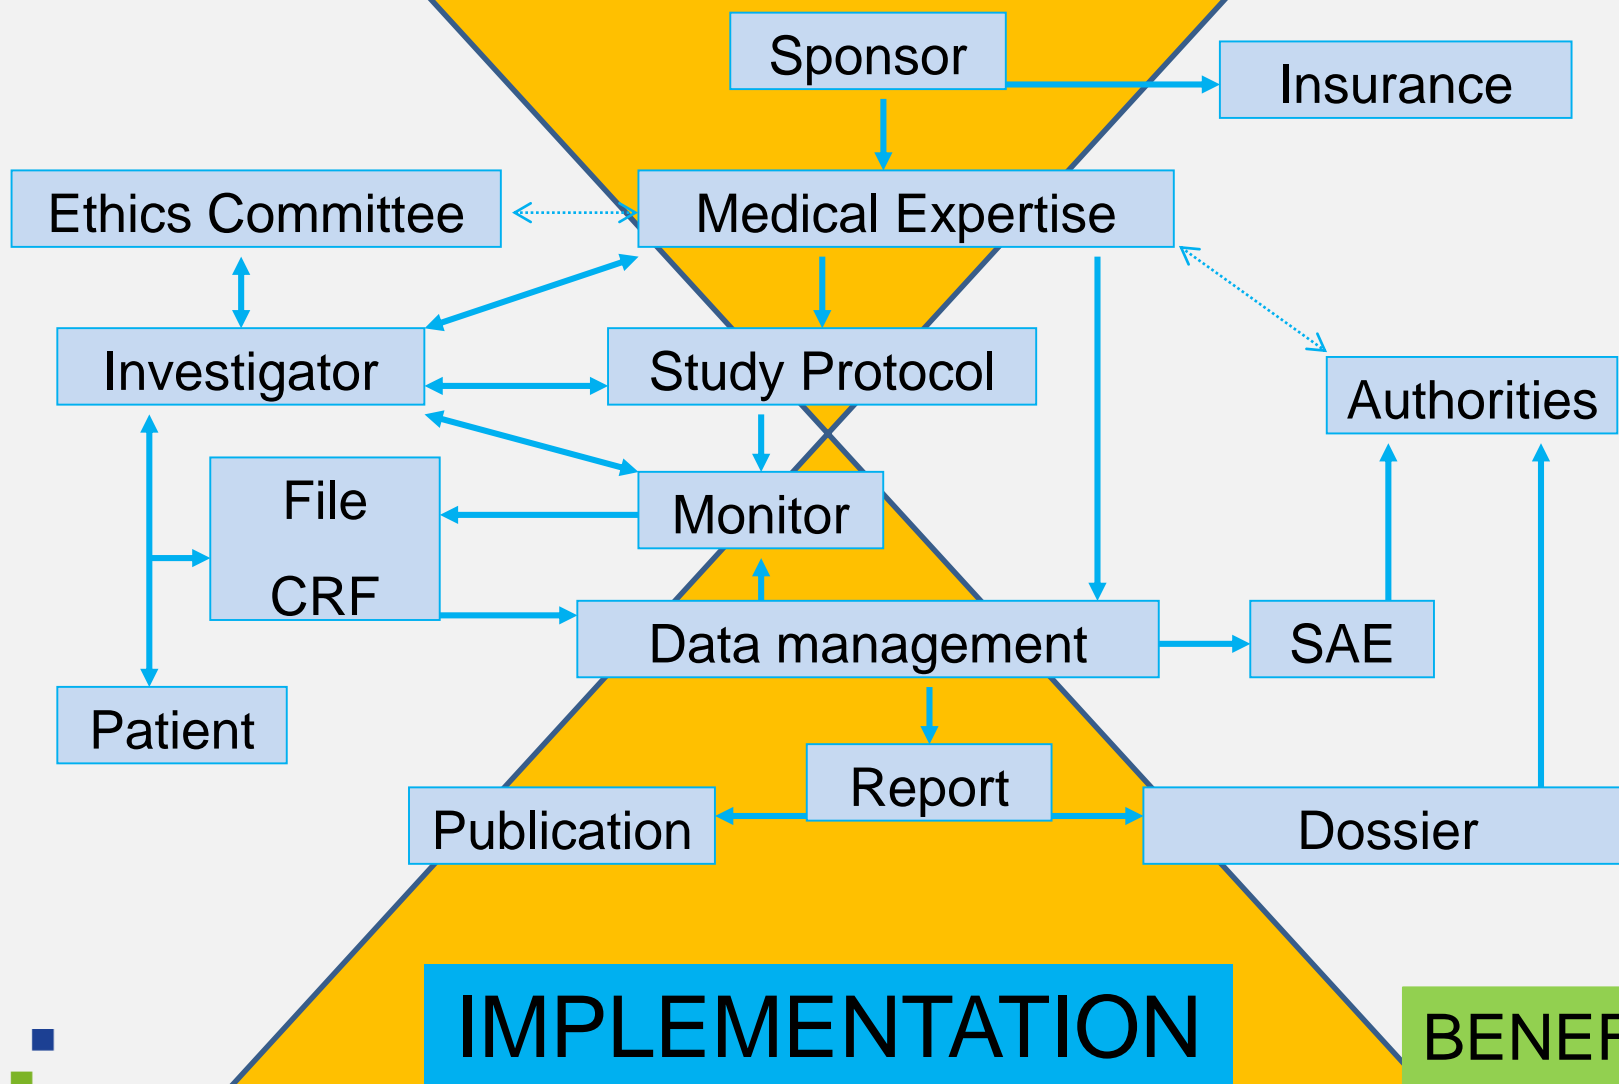 Sponsor
Insurance
Ethics Committee
Medical Expertise
Investigator
Study Protocol
Authorities
File
CRF
Monitor
Data management
SAE
Patient
Report
Publication
Dossier
IMPLEMENTATION